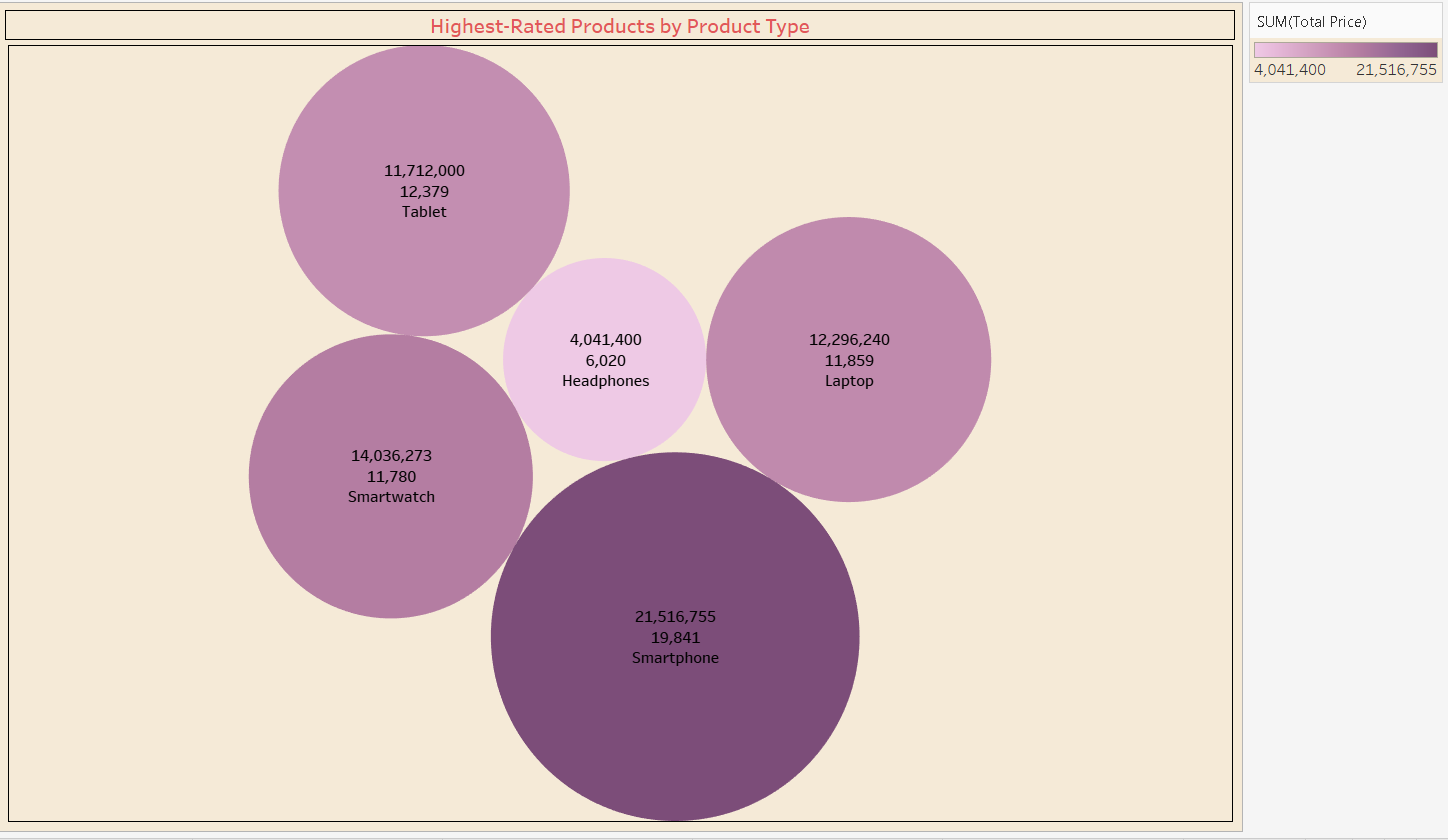 Highest-Rated Products by Product Type
SUM(Total Price)
4,041,400 21,516,755
11,712,000
12,379
Tablet
4,041,400
6,020
Headphones
12,296,240
11,859
Laptop
14,036,273
11,780
Smartwatch
21,516,755
19,841
Smartphone